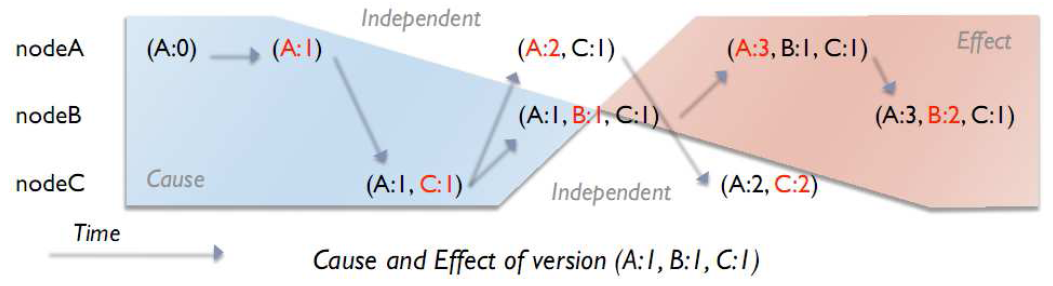 Independent
nodeA (A:0) (A:1) (A:2, C:1) (A:3, B:1, C:1) Effect
nodeB (A:1, B:1, C:1) (A:3, B:2, C:1)
nodeC Cause (A:1, C:1) Independent (A:2, C:2)
Time
Cause and Effect of version (A:1, B:1, C:1)